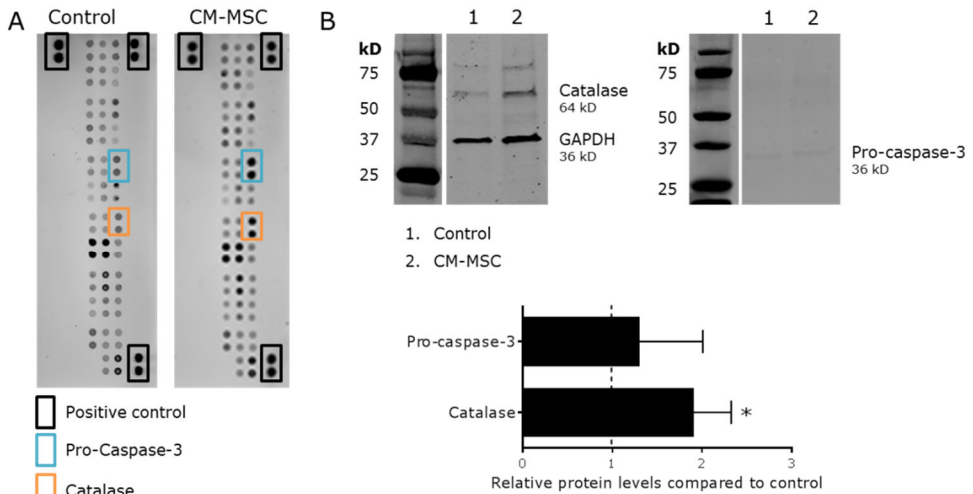 A
Control
CM-MSC
Positive control
Pro-Caspase-3
Catalase
B
1 2
kD
75
50
37
25
Catalase
64 kD
GAPDH
36 kD
1 2
kD
75
50
37
25
Pro-caspase-3
36 kD
1. Control
2. CM-MSC
Pro-caspase-3
Catalase
*
0 1 2 3
Relative protein levels compared to control